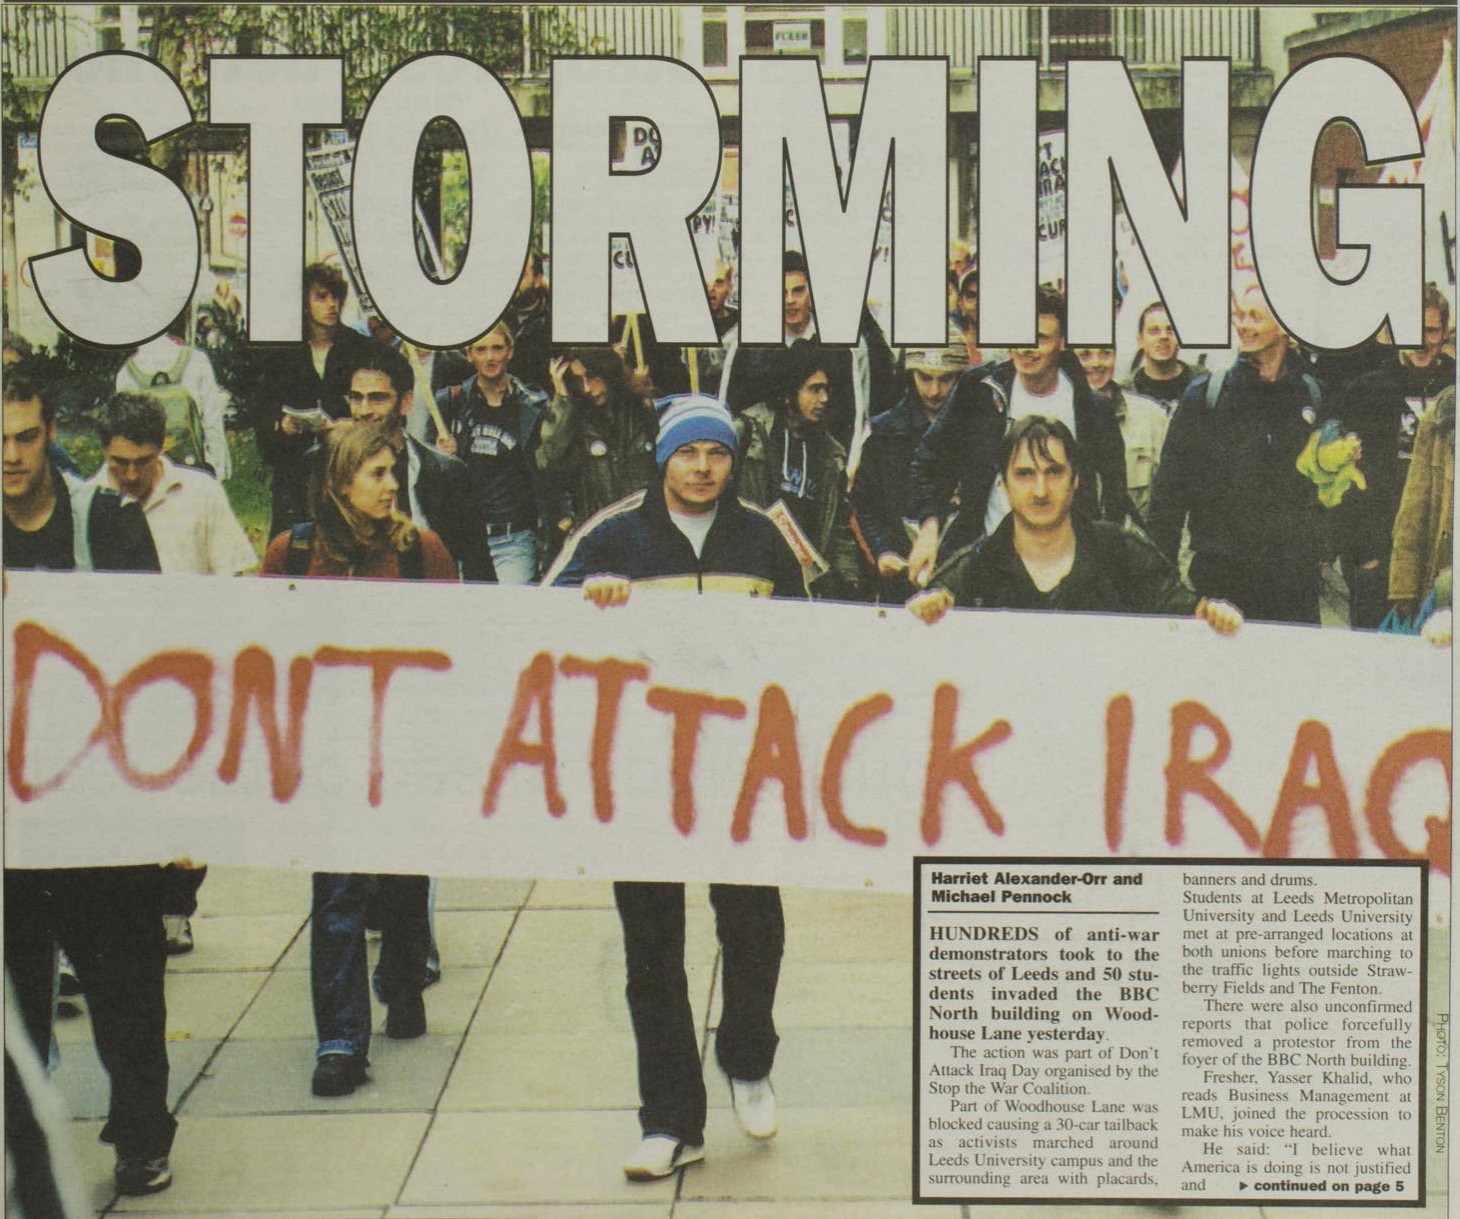 STORMING
DONT ATTACK IRAQ
Harriet Alexander-Orr and
Michael Pennock
HUNDREDS of anti-war
demonstrators took to the
streets of Leeds and 50 stu-
dents invaded the BBC
North building on Wood-
house Lane yesterday.
The action was part of Don't
Attack Iraq Day organised by the
Stop the War Coalition.
Part of Woodhouse Lane was
blocked causing a 30-car tailback
as activists marched around
Leeds University campus and the
surrounding area with placards,
banners and drums.
Students at Leeds Metropolitan
University and Leeds University
met at pre-arranged locations at
both unions before marching to
the traffic lights outside Straw-
berry Fields and The Fenton.
There were also unconfirmed
reports that police forcefully
removed a protestor from the
foyer of the BBC North building.
Fresher, Yasser Khalid, who
reads Business Management at
LMU, joined the procession to
make his voice heard.
He said: “I believe what
America is doing is not justified
and ▶ continued on page 5
PHOTO: TYSON BENTON